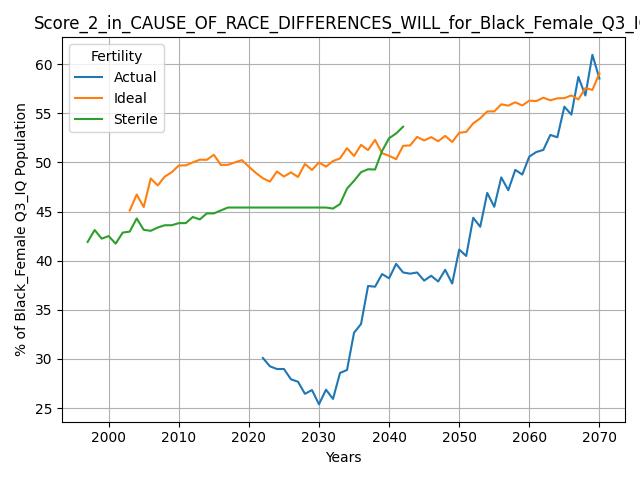 Score_2_in_CAUSE_OF_RACE_DIFFERENCES_WILL_for_Black_Female_Q3_I
Fertility
Actual
Ideal
Sterile
% of Black_Female Q3_IQ Population
60
55
50
45
40
35
30
25
2000 2010 2020 2030 2040 2050 2060 2070
Years